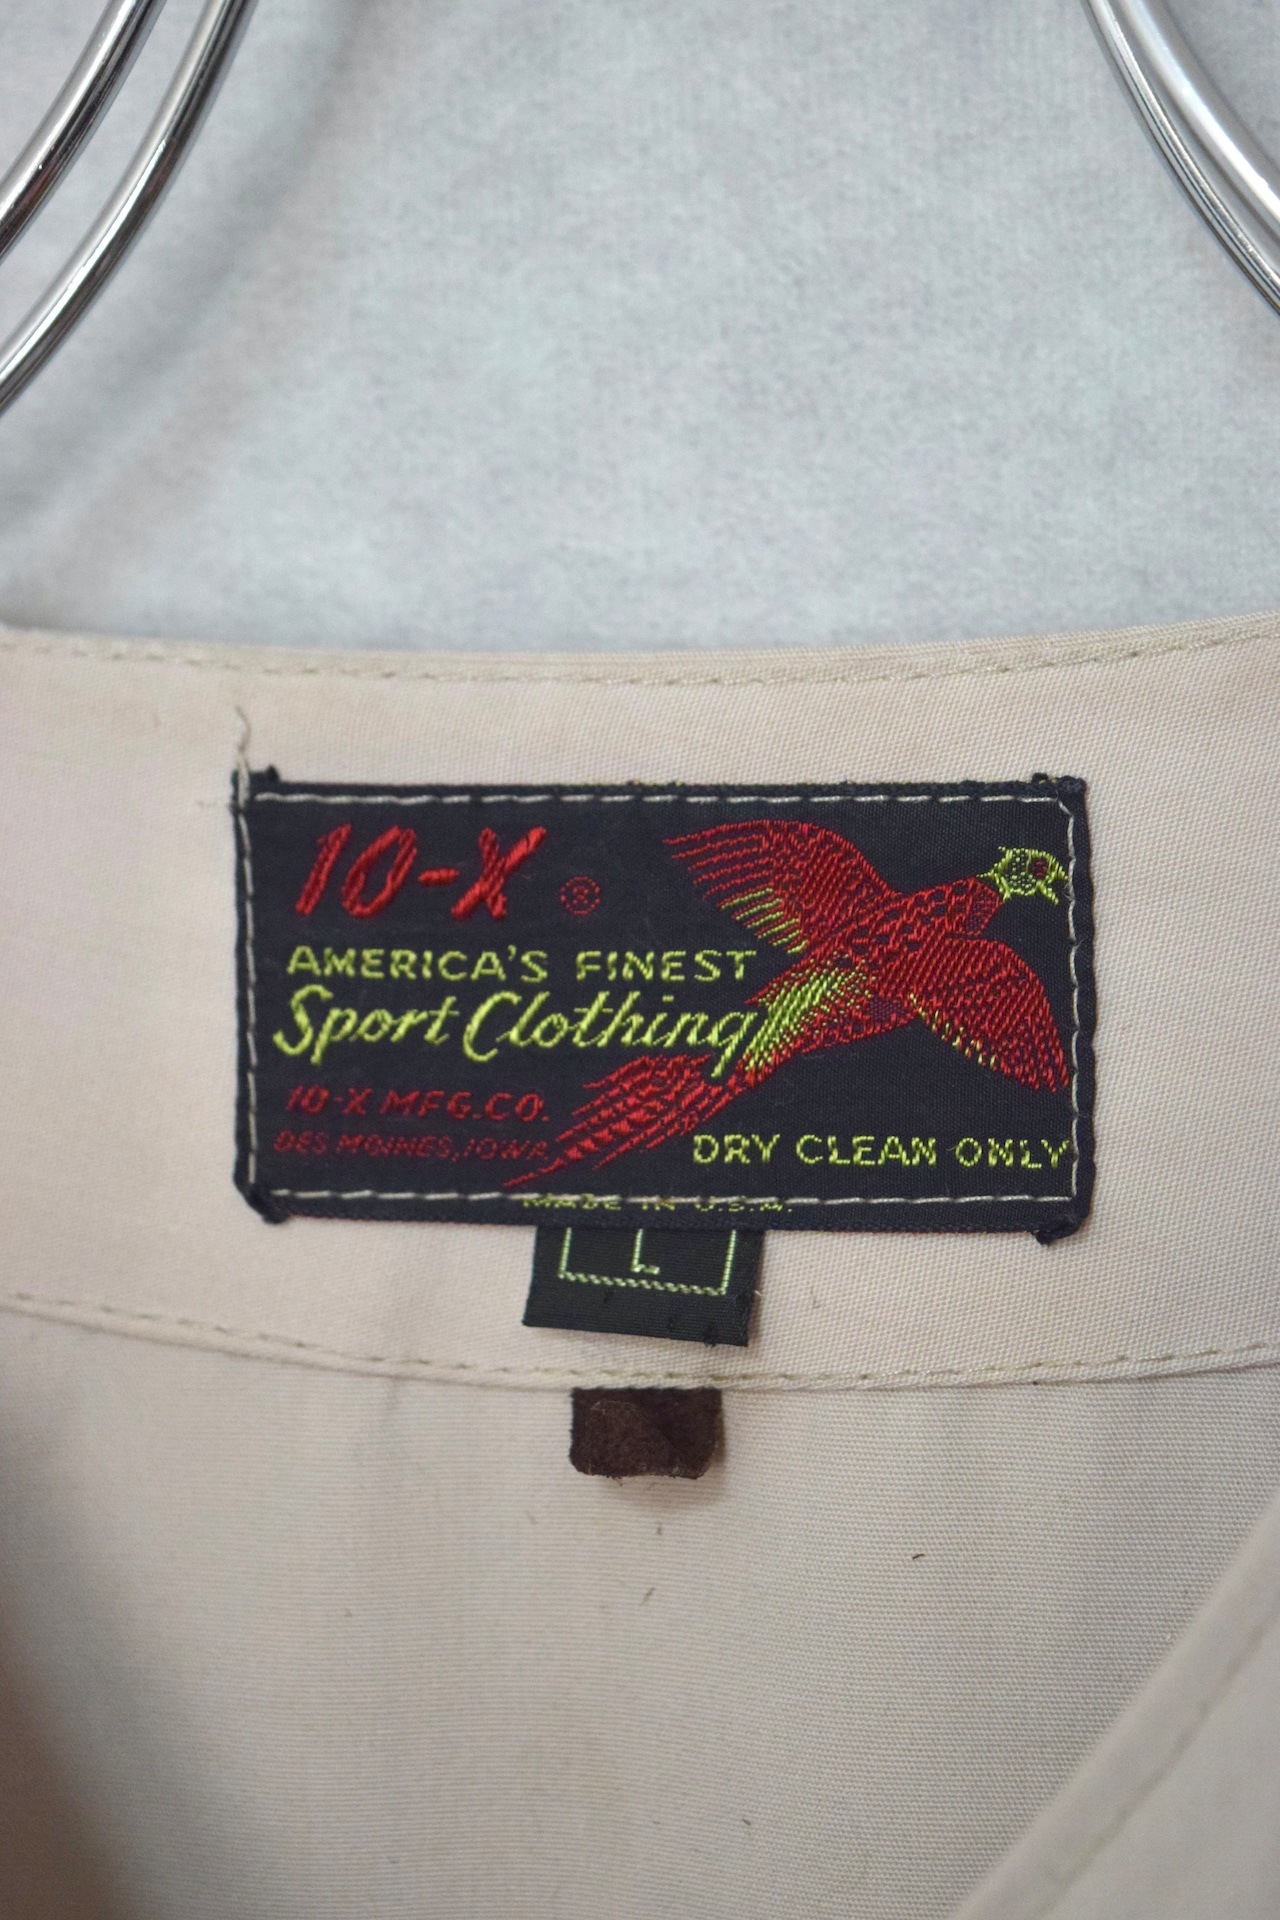 10-X ®
AMERICA'S FINEST
Sport Clothing
10-X MFG.CO.
DES MOINES, IOWA
DRY CLEAN ONLY
MADE IN U.S.A.
L